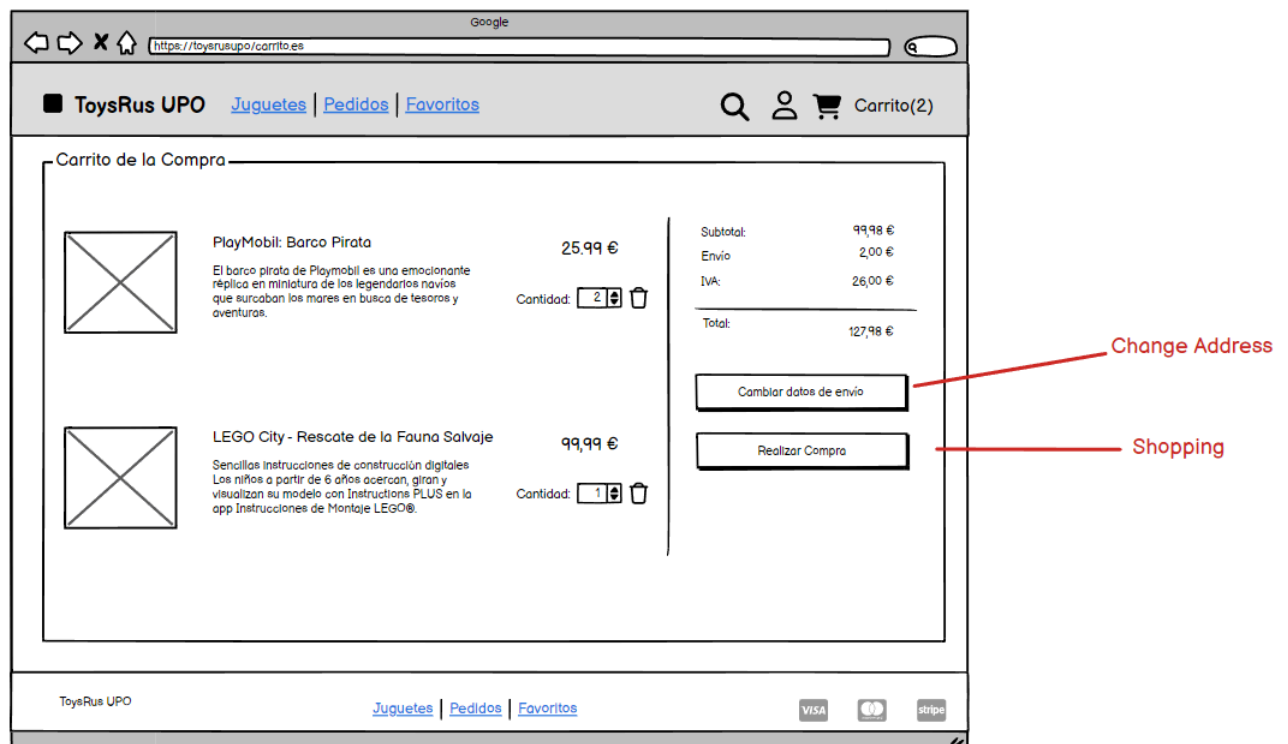 Google
https://toysrusupo/carrito.es
ToysRus UPO
Juguetes | Pedidos | Favoritos
Carrito(2)
Carrito de la Compra
PlayMobil: Barco Pirata
25.99 €
El barco pirata de Playmobil es una emocionante
réplica en miniatura de los legendarios navíos
que surcaban los mares en busca de tesoros y
aventuras.
Cantidad: 2
LEGO City - Rescate de la Fauna Salvaje
99,99 €
Sencillas instrucciones de construcción digitales
Los niños a partir de 6 años acercan, giran y
visualizan su modelo con Instructions PLUS en la
app Instrucciones de Montaje LEGO®.
Cantidad: 1
Subtotal: 99,98 €
Envío 2,00 €
IVA: 26,00 €
Total: 127,98 €
Cambiar datos de envío
Realizar Compra
Change Address
Shopping
ToysRus UPO
Juguetes | Pedidos | Favoritos
VISA
stripe